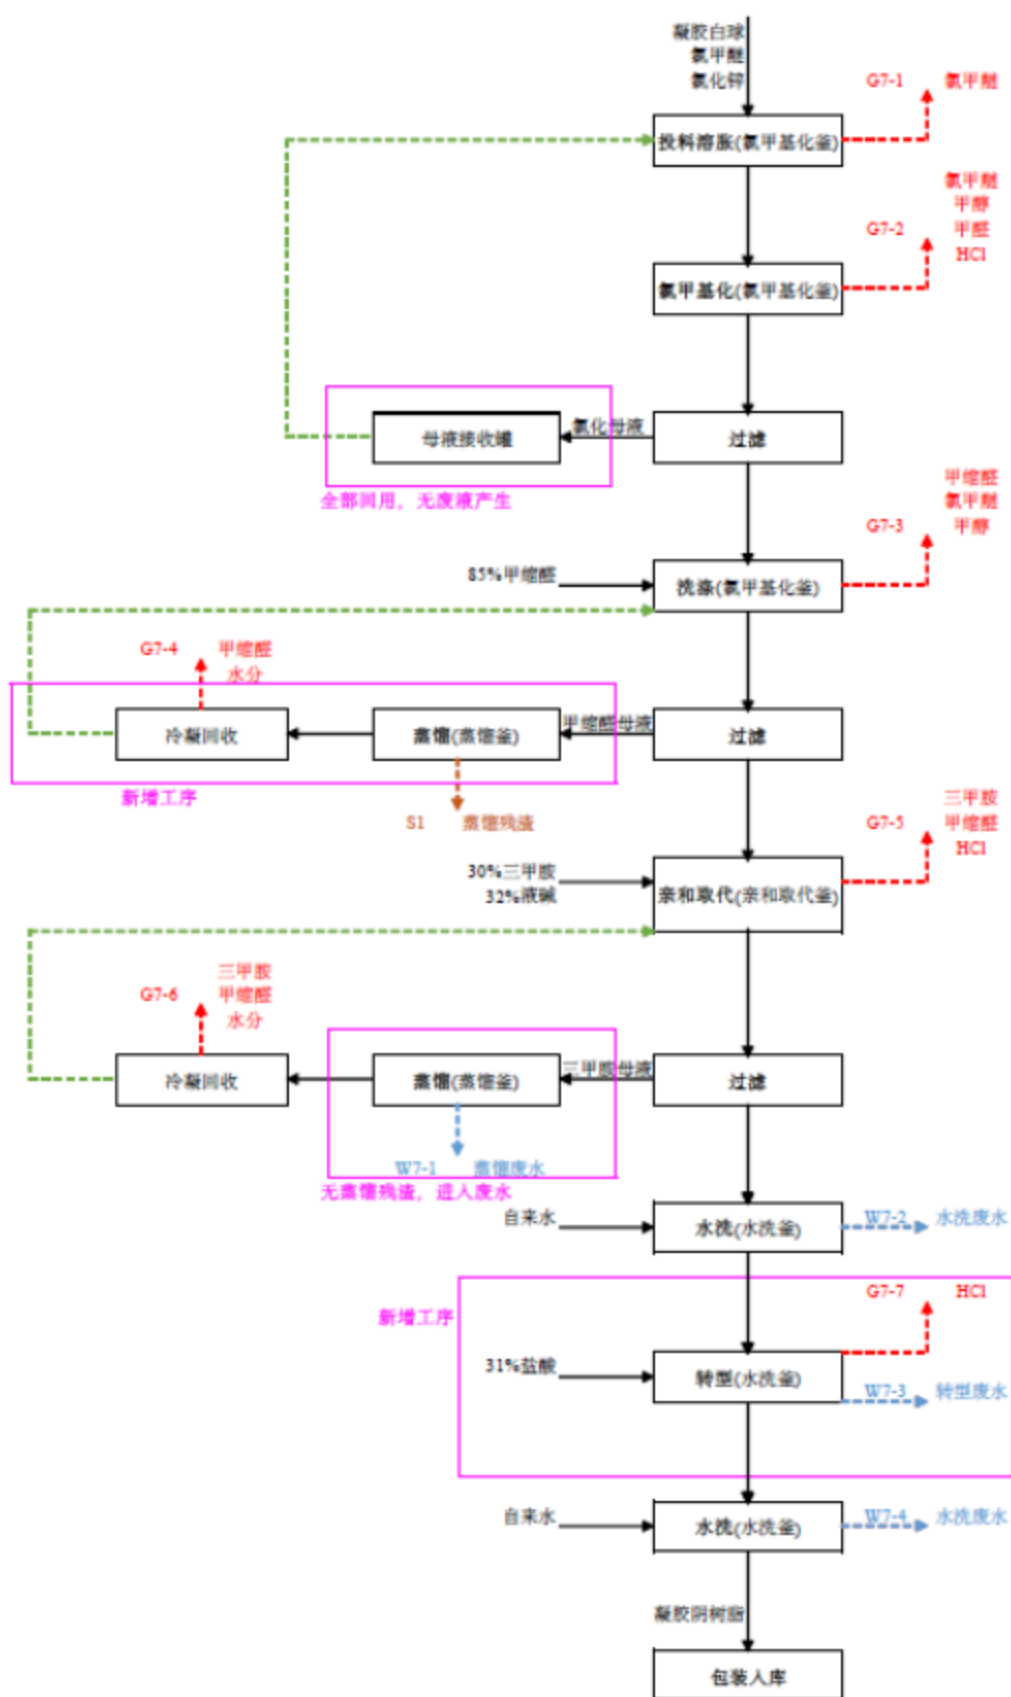 凝胶白球
氯甲醚
氯化锌
G7-1
氯甲醚
投料溶胀(氯甲基化釜)
氯甲醚
甲醇
甲醛
HCl
G7-2
氯甲基化(氯甲基化釜)
母液接收罐
氯化母液
过滤
全部回用，无废液产生
甲缩醛
氯甲醚
甲醇
G7-3
85%甲缩醛
洗涤(氯甲基化釜)
G7-4
甲缩醛
水分
冷凝回收
蒸馏(蒸馏釜)
甲缩醛母液
过滤
新增工序
S1
蒸馏残渣
三甲胺
甲缩醛
HCl
G7-5
30%三甲胺
32%液碱
亲和取代(亲和取代釜)
三甲胺
甲缩醛
水分
G7-6
冷凝回收
蒸馏(蒸馏釜)
三甲胺母液
过滤
W7-1
蒸馏废水
无蒸馏残渣，进入废水
自来水
水洗(水洗釜)
W7-2
水洗废水
新增工序
G7-7
HCl
31%盐酸
转型(水洗釜)
W7-3
转型废水
自来水
水洗(水洗釜)
W7-4
水洗废水
凝胶阴树脂
包装入库